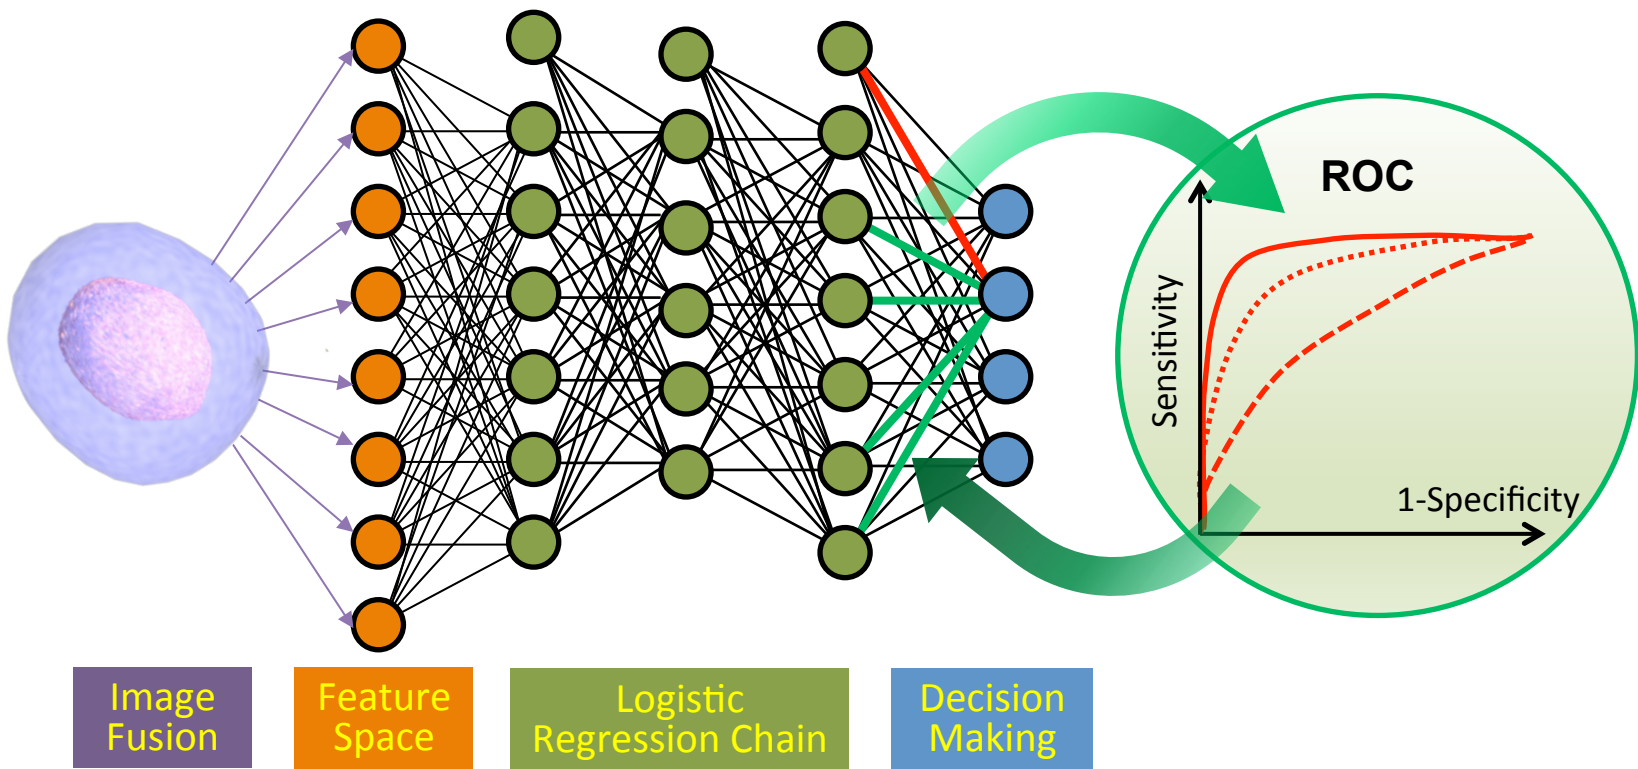 ROC
Sensitivity
1-Specificity
Image
Fusion
Feature
Space
Logistic
Regression Chain
Decision
Making